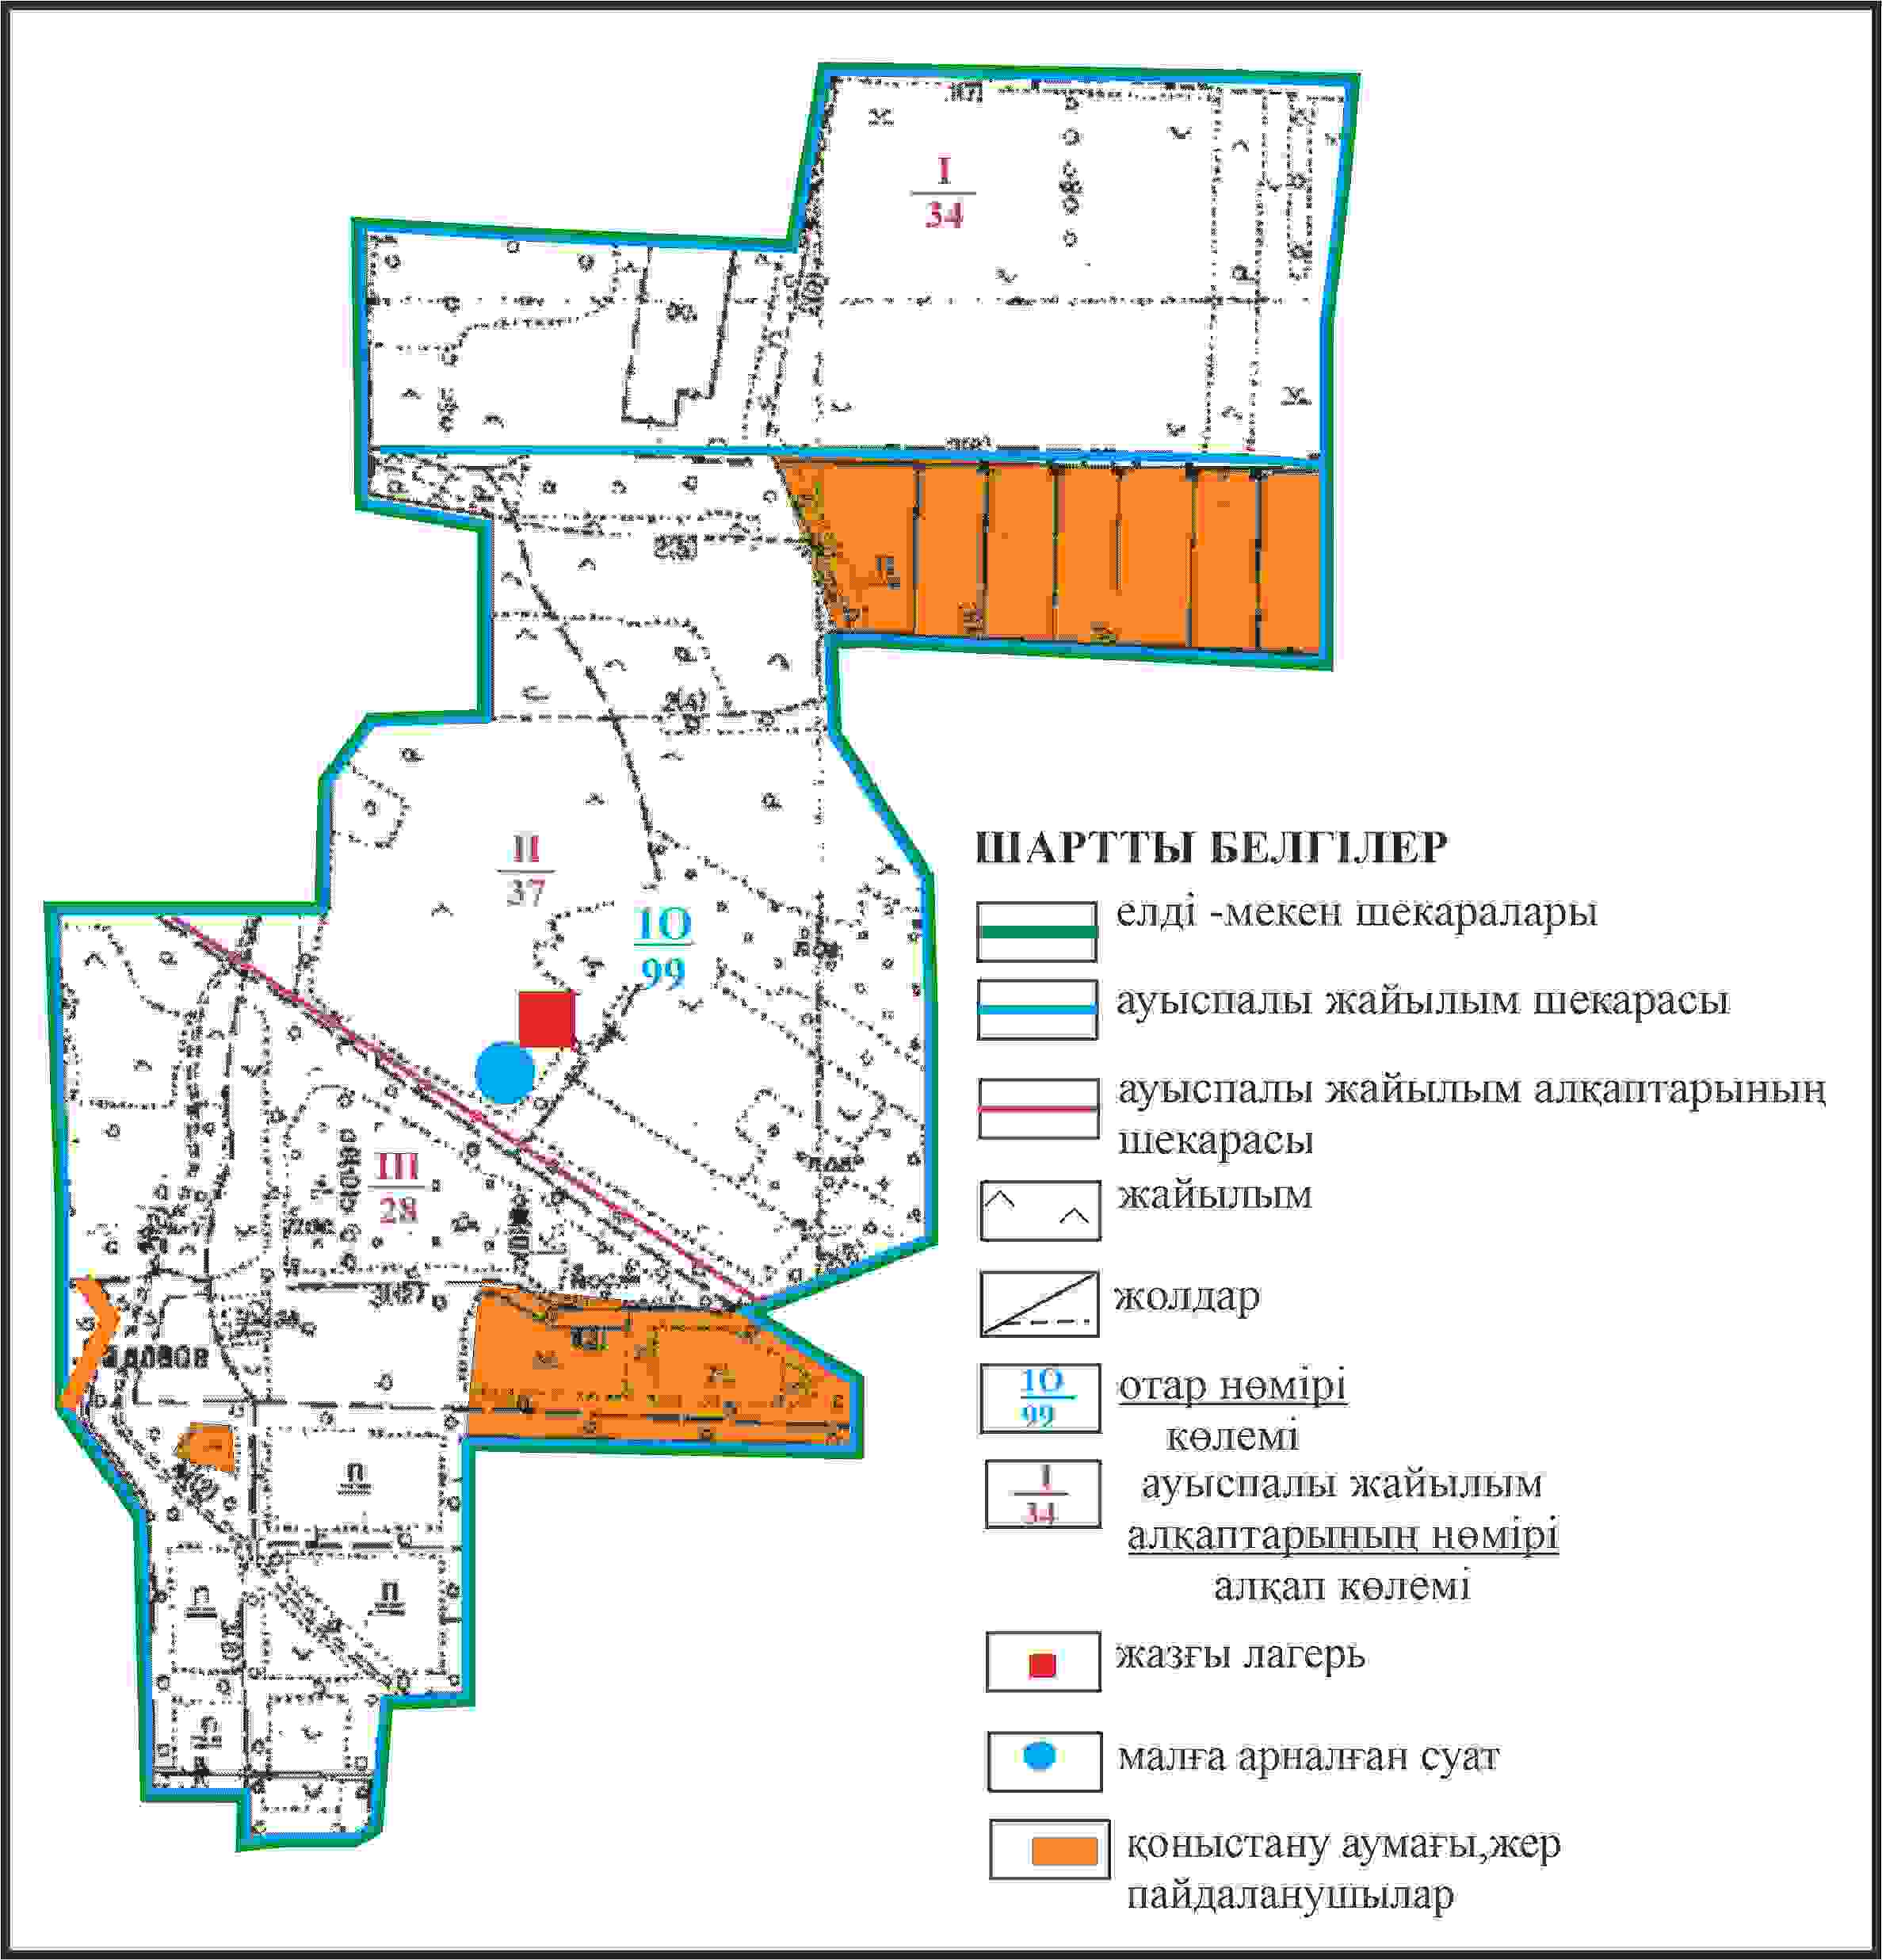 I
34
II
37
10
99
III
28
п
п
п
ШАРТТЫ БЕЛГІЛЕР
елді -мекен шекаралары
ауыспалы жайылым шекарасы
ауыспалы жайылым алқаптарының
шекарасы
жайылым
жолдар
10
99
отар нөмірі
көлемі
I
34
ауыспалы жайылым
алқаптарының нөмірі
алқап көлемі
жазғы лагерь
малға арналған суат
қоныстану аумағы,жер
пайдаланушылар